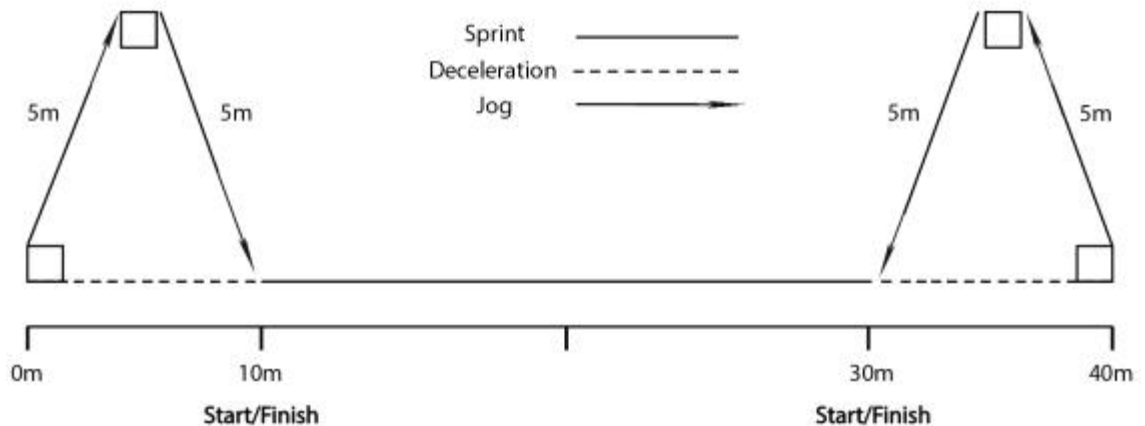 Sprint
Deceleration
Jog
5m
5m
5m
5m
0m
10m
30m
40m
Start/Finish
Start/Finish